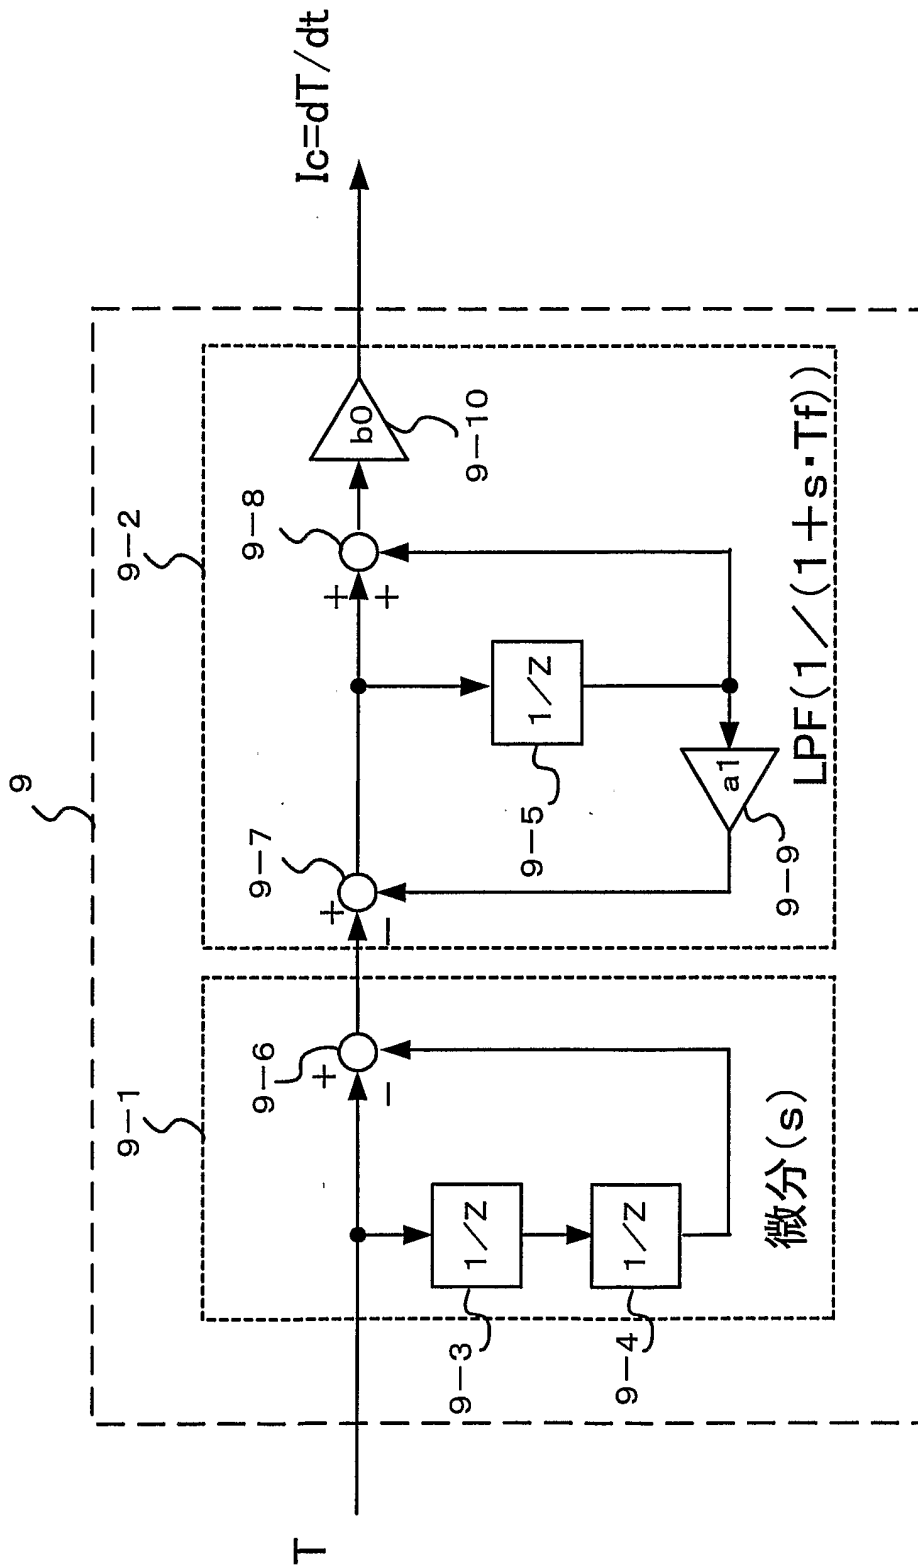 9
9-1
9-2
T
Ic=dT/dt
9-6
+
−
9-7
+
−
9-8
+
+
b0
9-10
1/Z
9-3
1/Z
9-4
1/Z
9-5
a1
9-9
微分(s)
LPF(1/(1+s・Tf))